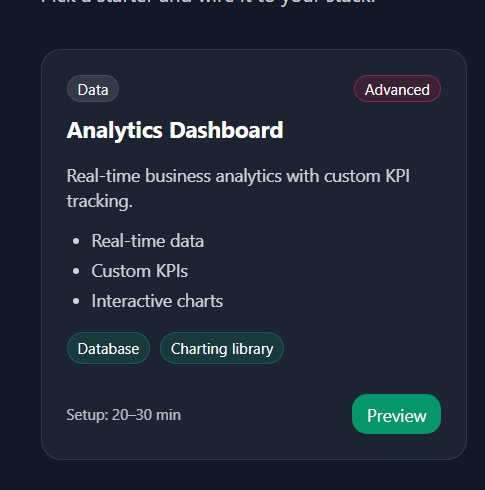 Pick a starter and wire it to your stack.
Data
Advanced
Analytics Dashboard
Real-time business analytics with custom KPI
tracking.
Real-time data
Custom KPIs
Interactive charts
Database
Charting library
Setup: 20–30 min
Preview